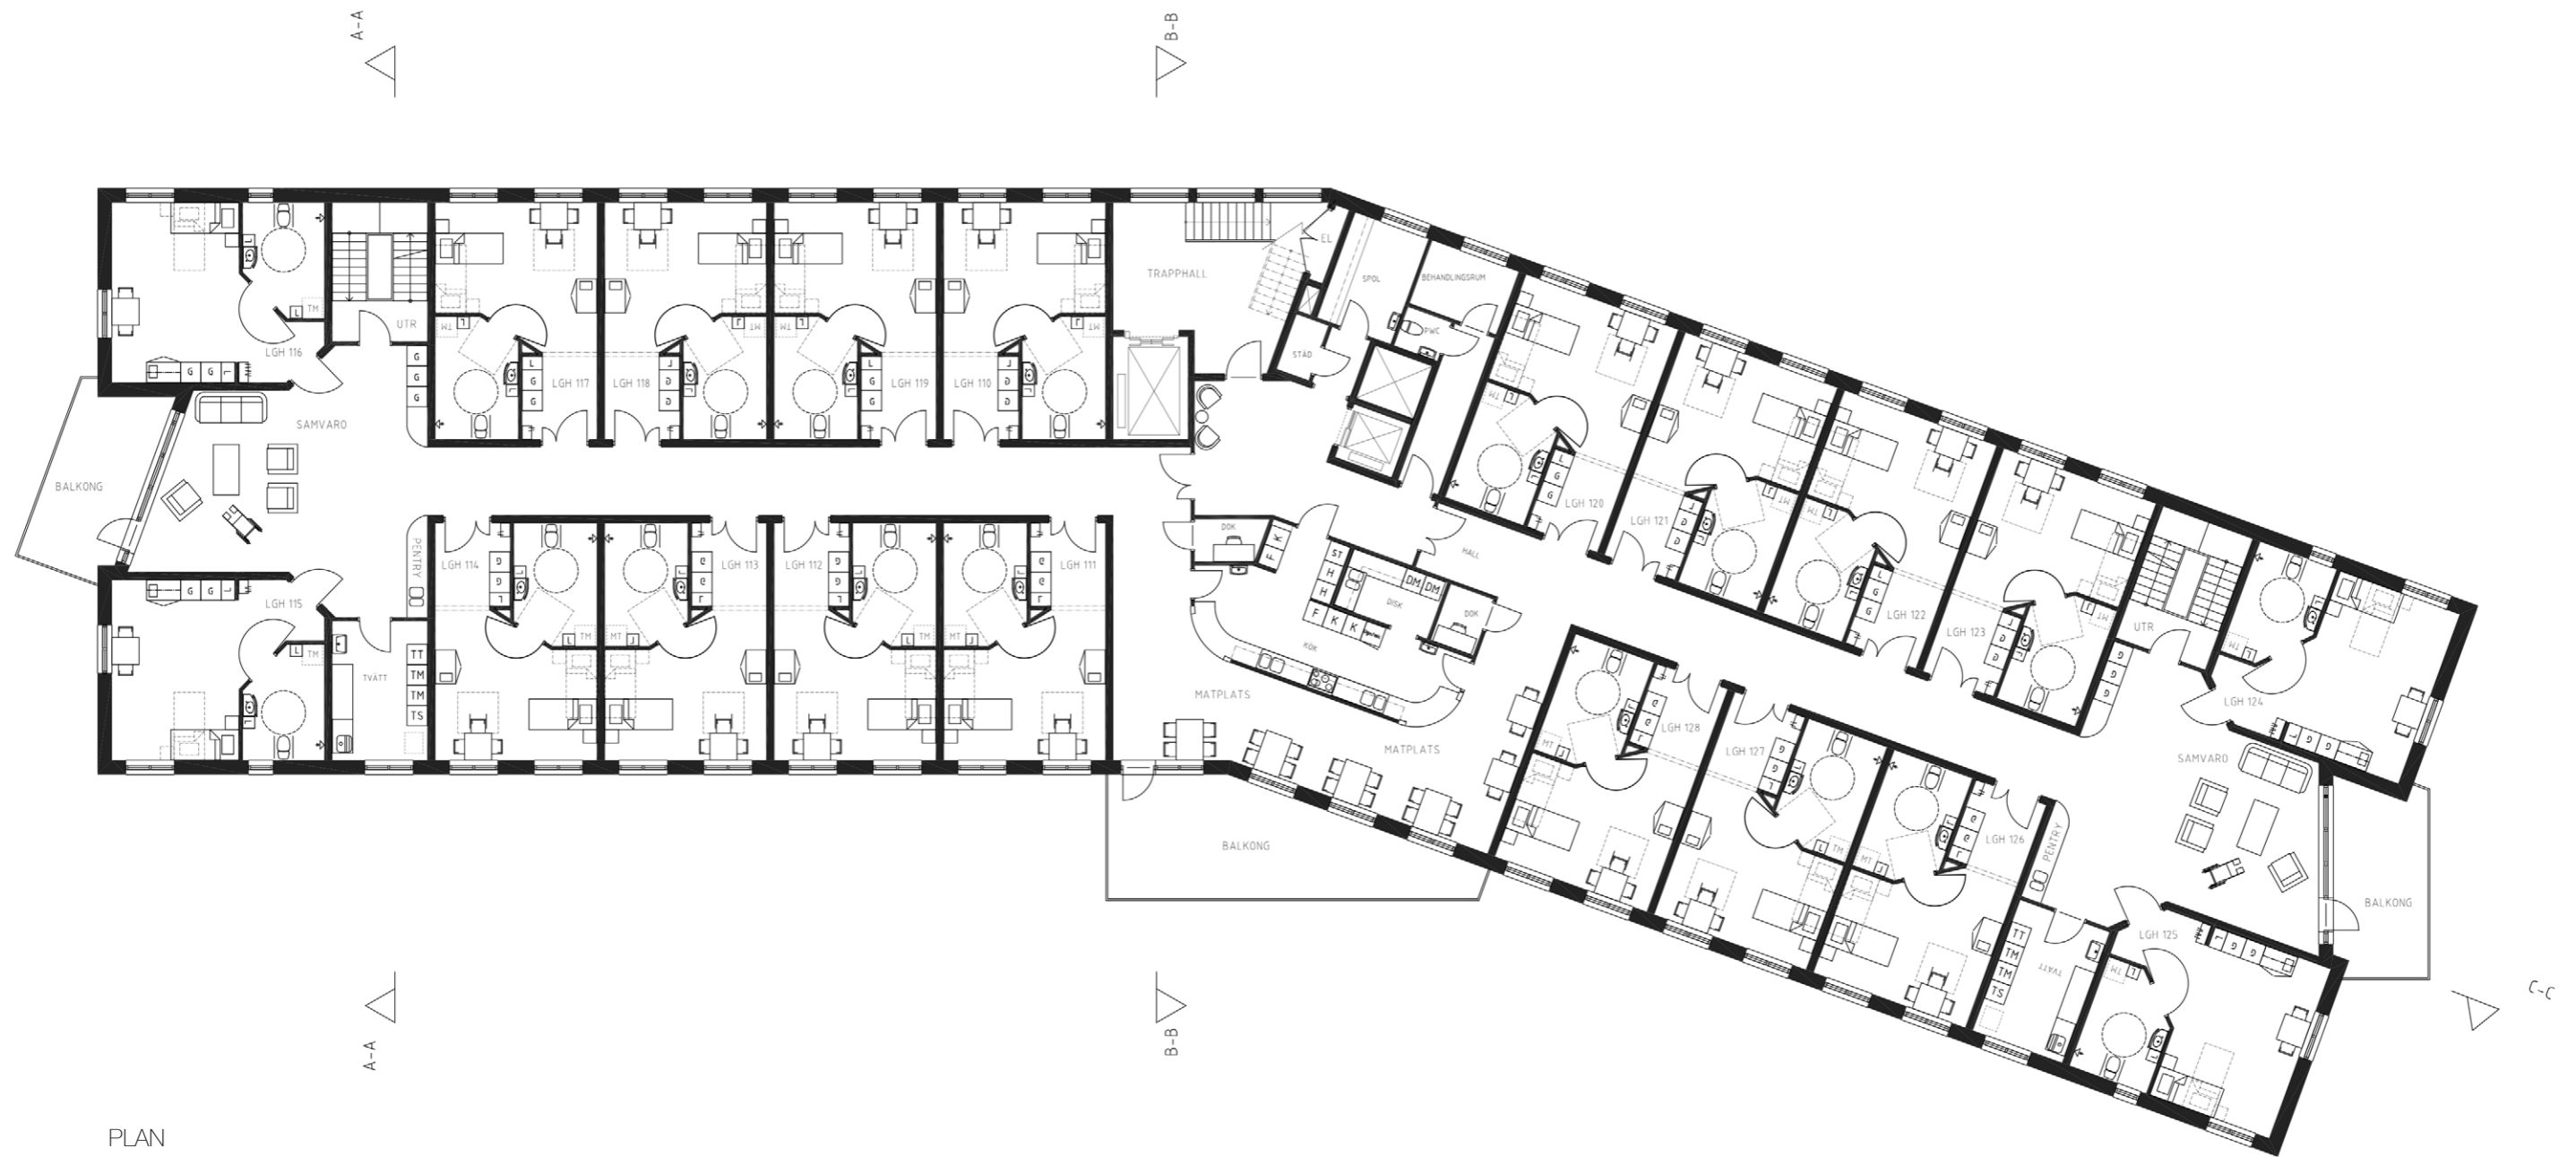 A-A
B-B
TRAPPHALL
EL
SPOL
BEHANDLINGSRUM
PWC
STÄD
TM
UTR
LGH 116
G
G
G
G
G
L
LGH 117
LGH 118
LGH 119
LGH 110
L
G
G
SAMVARO
BALKONG
PENTRY
LGH 114
LGH 113
LGH 112
LGH 111
LGH 115
G
G
L
TM
TVÄTT
TT
TM
TM
TS
DOK
F
K
ST
H
H
F
K
K
DM
DM
DISK
DOK
HALL
KÖK
MATPLATS
MATPLATS
BALKONG
LGH 120
LGH 121
LGH 122
LGH 123
UTR
LGH 124
SAMVARO
LGH 128
LGH 127
LGH 126
PENTRY
TT
TM
TM
TS
TVÄTT
LGH 125
BALKONG
A-A
B-B
C-C
PLAN